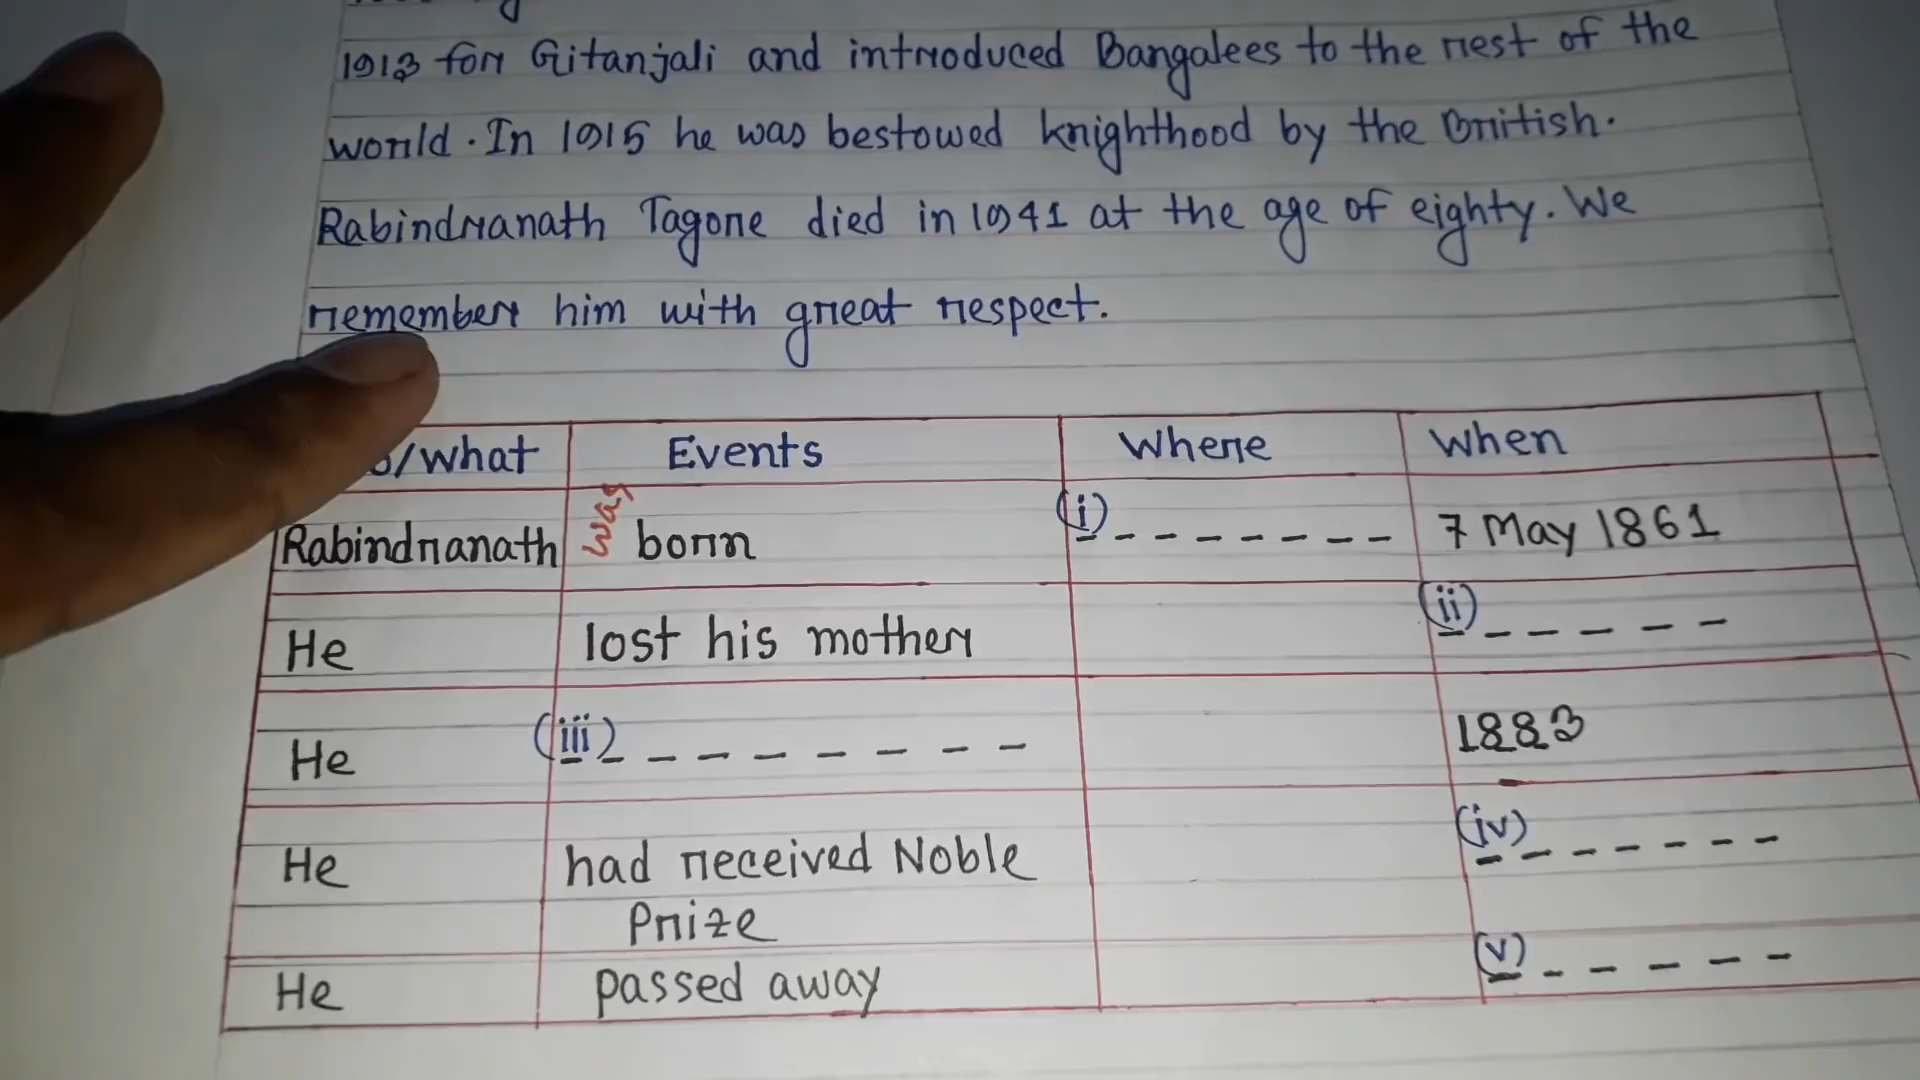 1913 for Gitanjali and introduced Bangalees to the rest of the
world. In 1915 he was bestowed knighthood by the British.
Rabindranath Tagore died in 1941 at the age of eighty. We
remember him with great respect.
/what Events Where When
Rabindranath was born (i) -------- 7 May 1861
He lost his mother (ii) ------
He (iii) --------- 1883
He had received Noble Prize (iv) -------
He passed away (v) ------